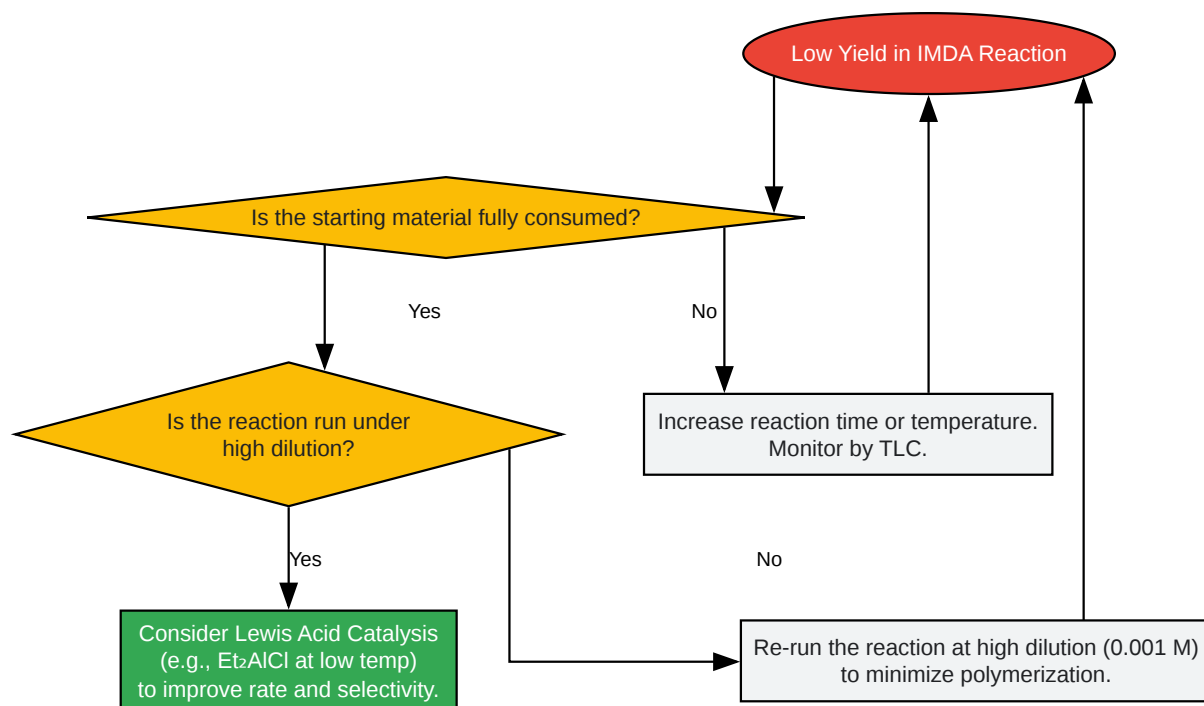 Low Yield in IMDA Reaction
Is the starting material fully consumed?
Yes
No
Is the reaction run under
high dilution?
Increase reaction time or temperature.
Monitor by TLC.
Yes
No
Consider Lewis Acid Catalysis
(e.g., Et₂AlCl at low temp)
to improve rate and selectivity.
Re-run the reaction at high dilution (0.001 M)
to minimize polymerization.